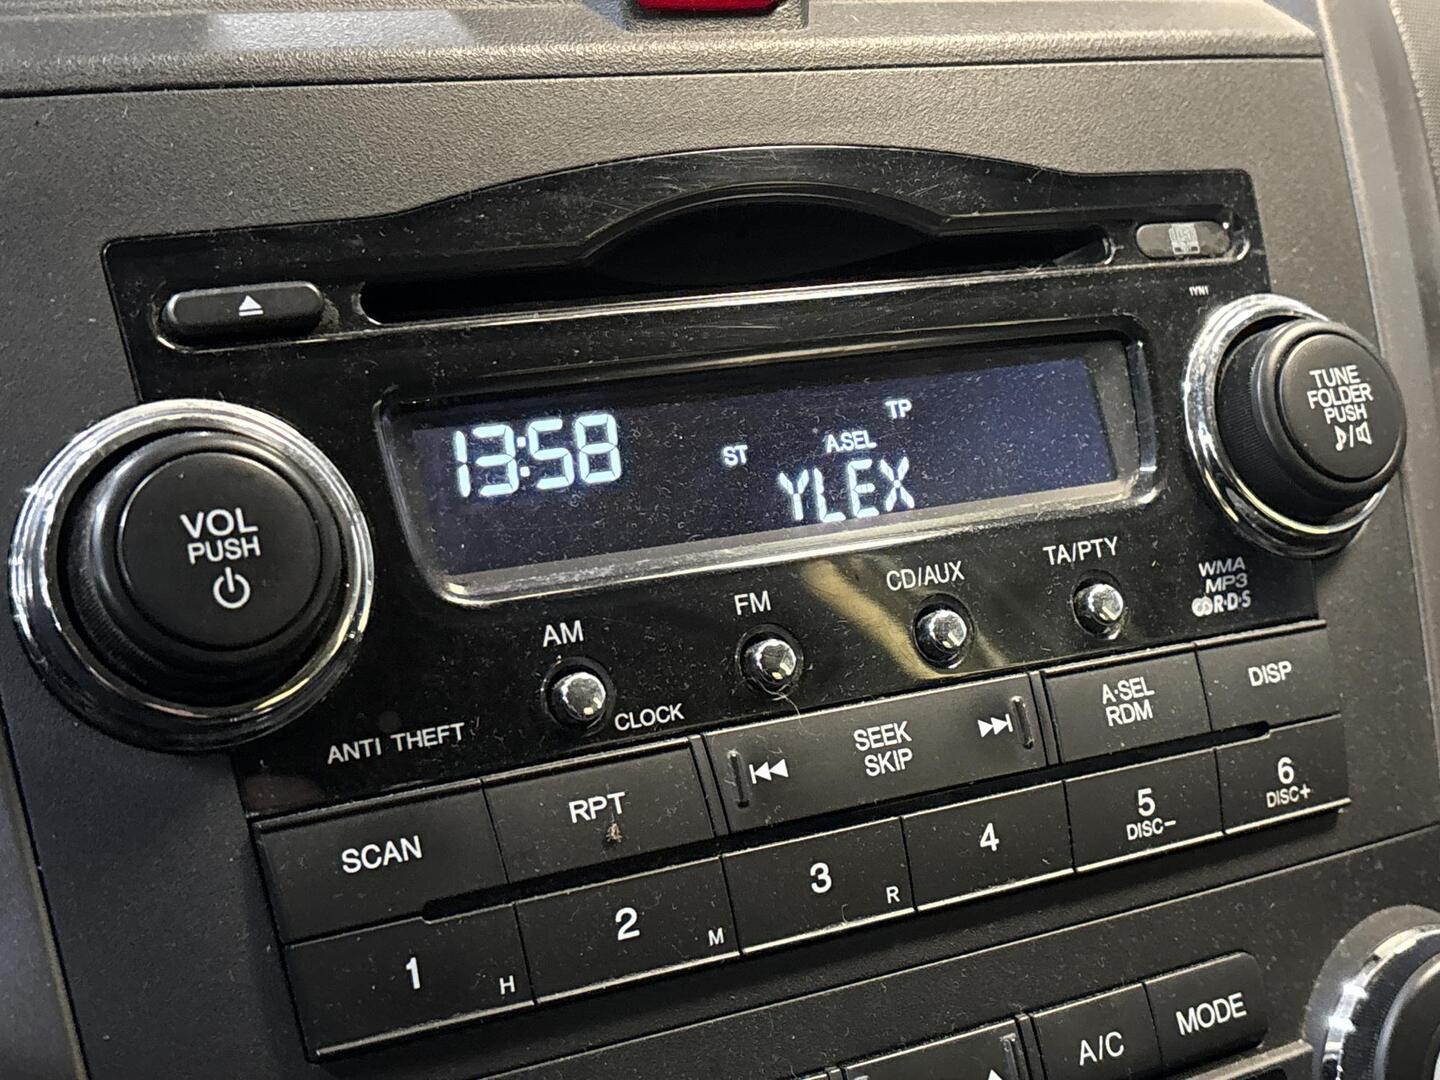 1YN1
TUNE
FOLDER
PUSH
13:58
ST
A.SEL
TP
YLEX
VOL
PUSH
AM
FM
CD/AUX
TA/PTY
WMA
MP3
R·D·S
ANTI THEFT
CLOCK
SCAN
RPT
SEEK
SKIP
A·SEL
RDM
DISP
1 H
2 M
3 R
4
5
DISC−
6
DISC+
A/C
MODE